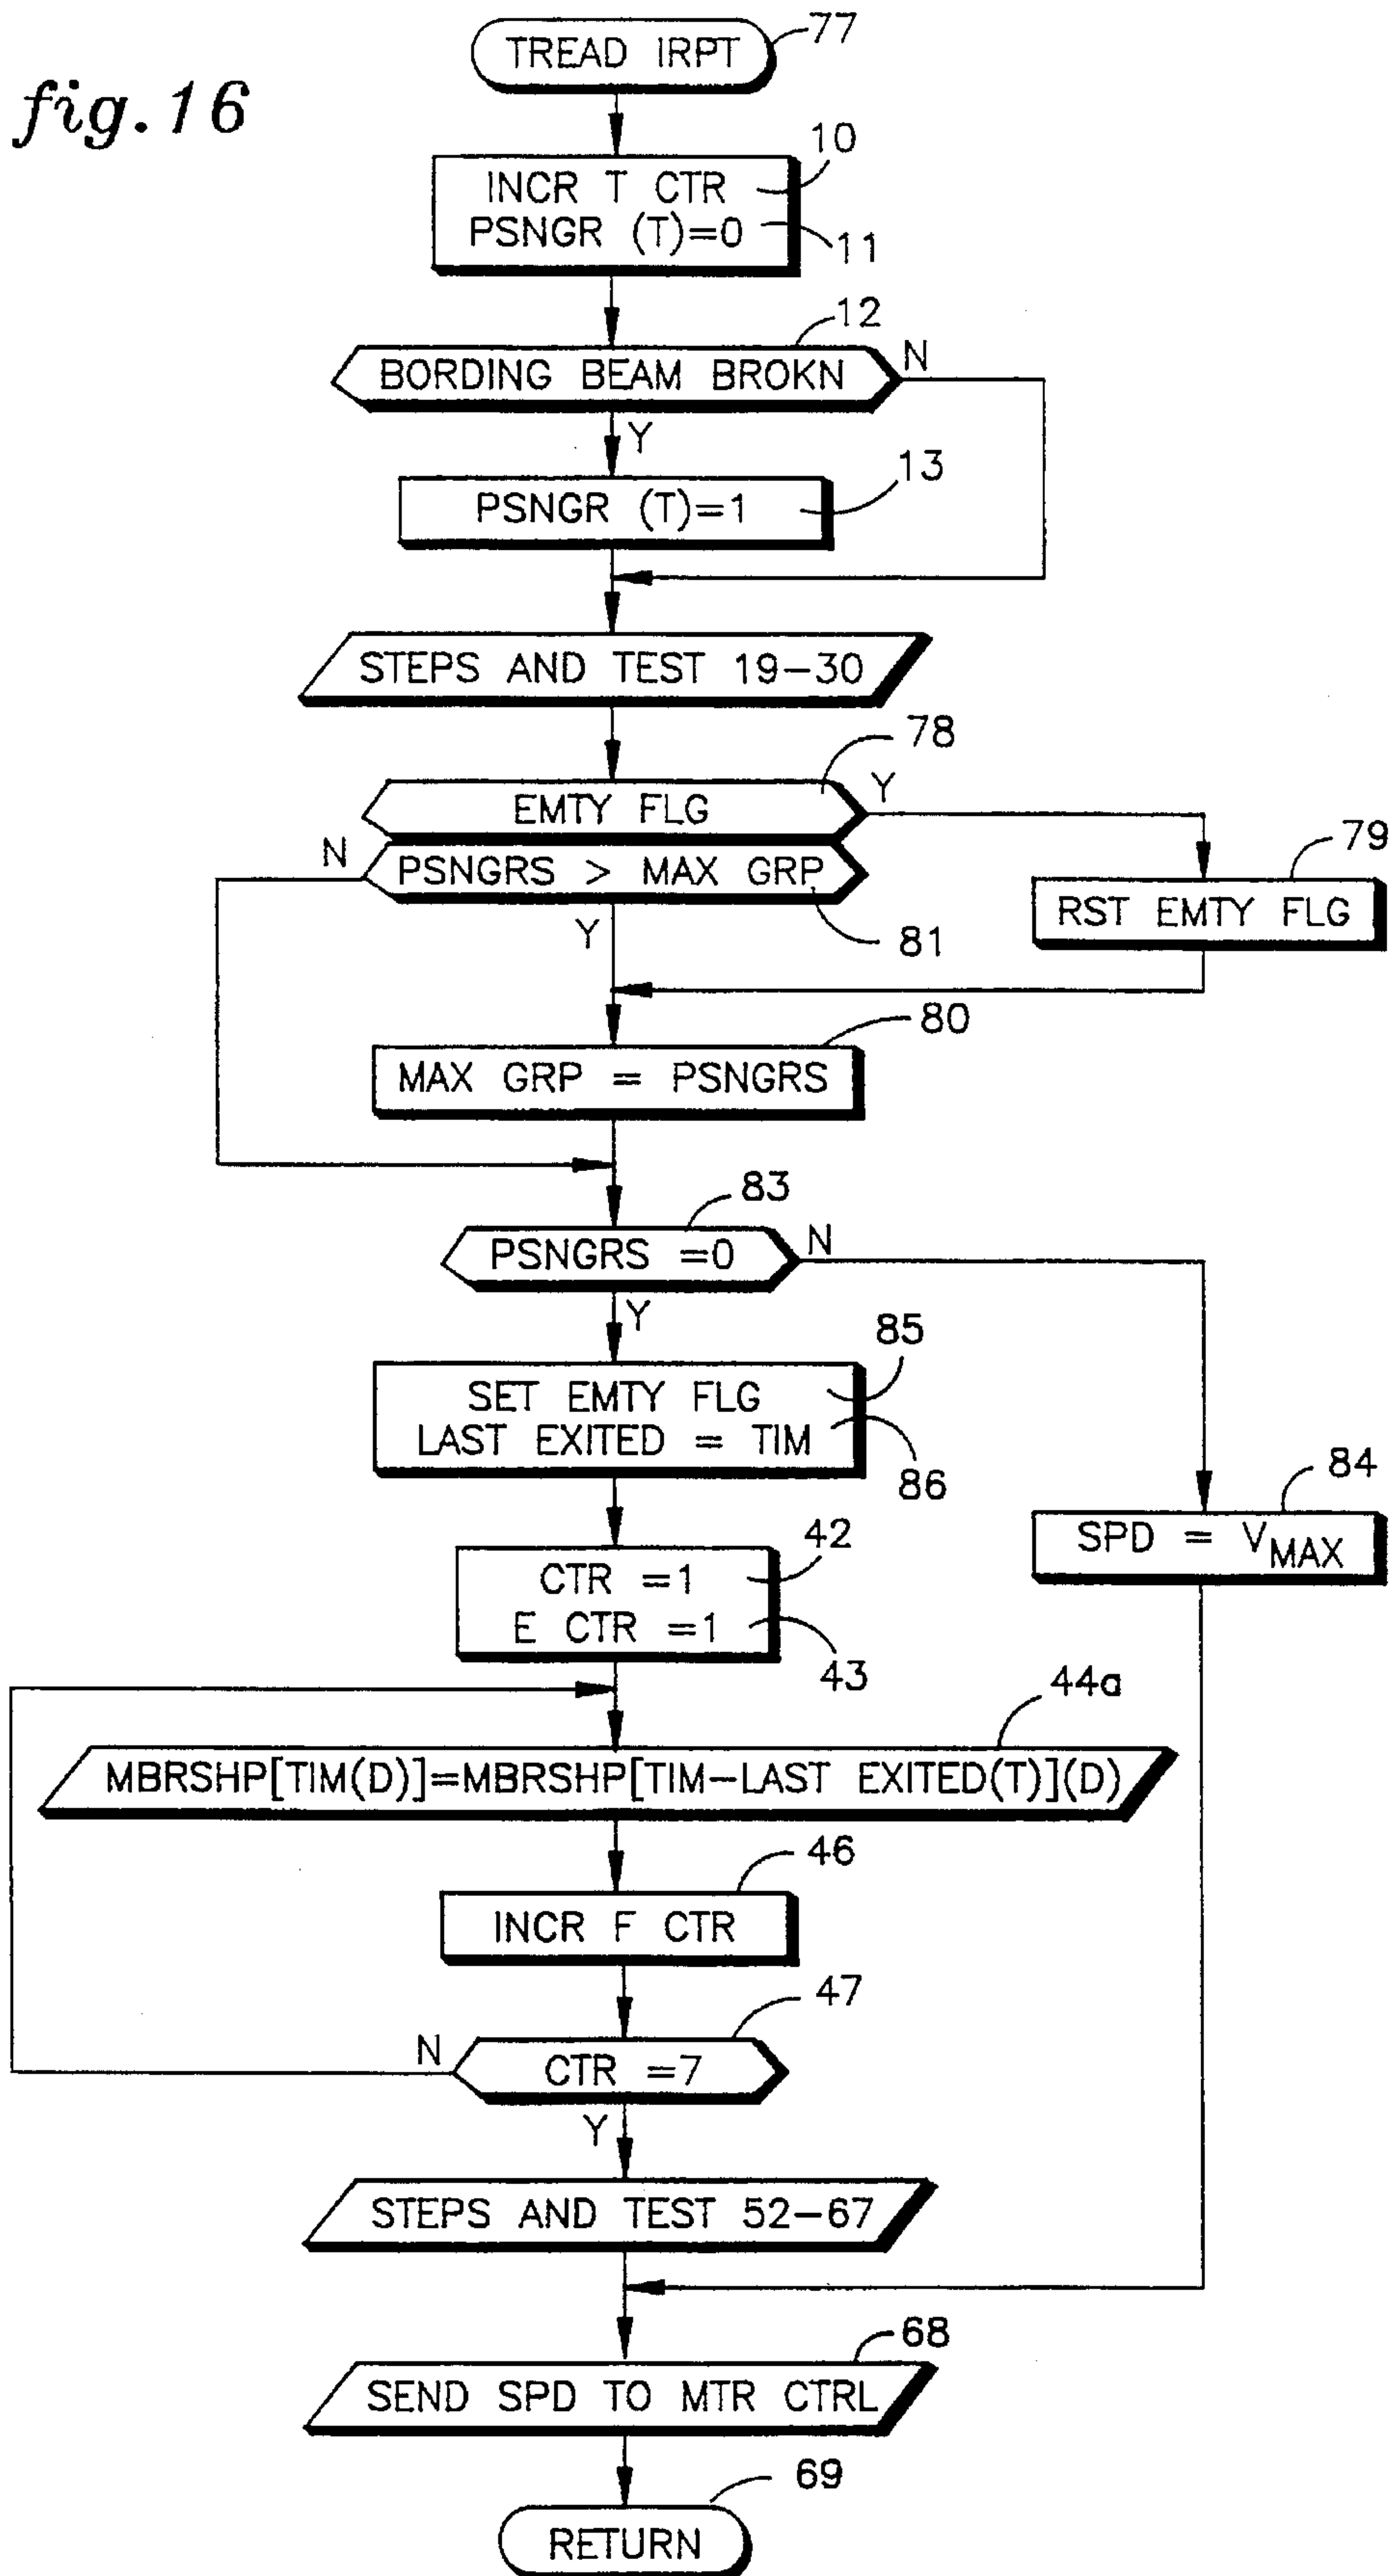 fig.16
TREAD IRPT
77
INCR T CTR
10
PSNGR (T)=0
11
12
BORDING BEAM BROKN
N
Y
13
PSNGR (T)=1
STEPS AND TEST 19-30
78
EMTY FLG
Y
N
PSNGRS > MAX GRP
79
RST EMTY FLG
Y
81
80
MAX GRP = PSNGRS
83
PSNGRS =0
N
Y
85
SET EMTY FLG
LAST EXITED = TIM
86
84
SPD = VMAX
42
CTR =1
E CTR =1
43
44a
MBRSHP[TIM(D)]=MBRSHP[TIM-LAST EXITED(T)](D)
46
INCR F CTR
47
N
CTR =7
Y
STEPS AND TEST 52-67
68
SEND SPD TO MTR CTRL
69
RETURN